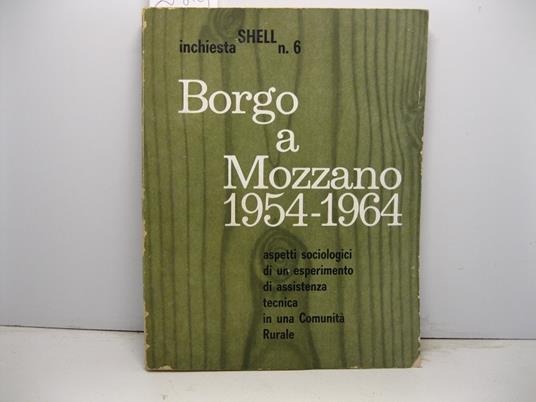 inchiesta SHELL n. 6
Borgo
a
Mozzano
1954-1964
aspetti sociologici
di un esperimento
di assistenza
tecnica
in una Comunità
Rurale